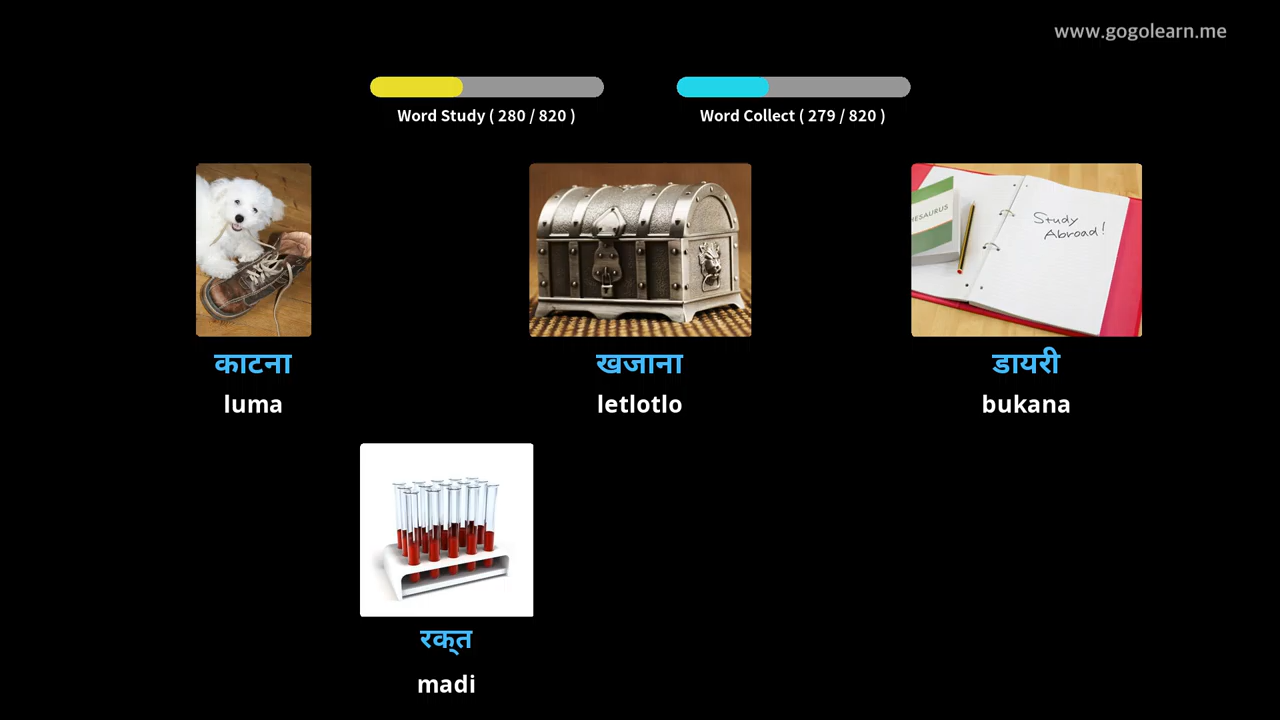 www.gogolearn.me
Word Study ( 280 / 820 )
Word Collect ( 279 / 820 )
HESAURUS
Study
Abroad!
काटना
खजाना
डायरी
luma
letlotlo
bukana
रक्त
madi